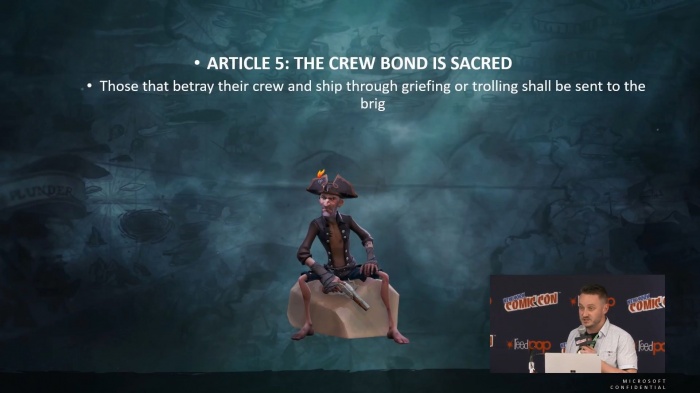 • ARTICLE 5: THE CREW BOND IS SACRED
• Those that betray their crew and ship through griefing or trolling shall be sent to the
brig
PLUNDER
COMIC CON
COMIC CON
feedpop
MICROSOFT
CONFIDENTIAL